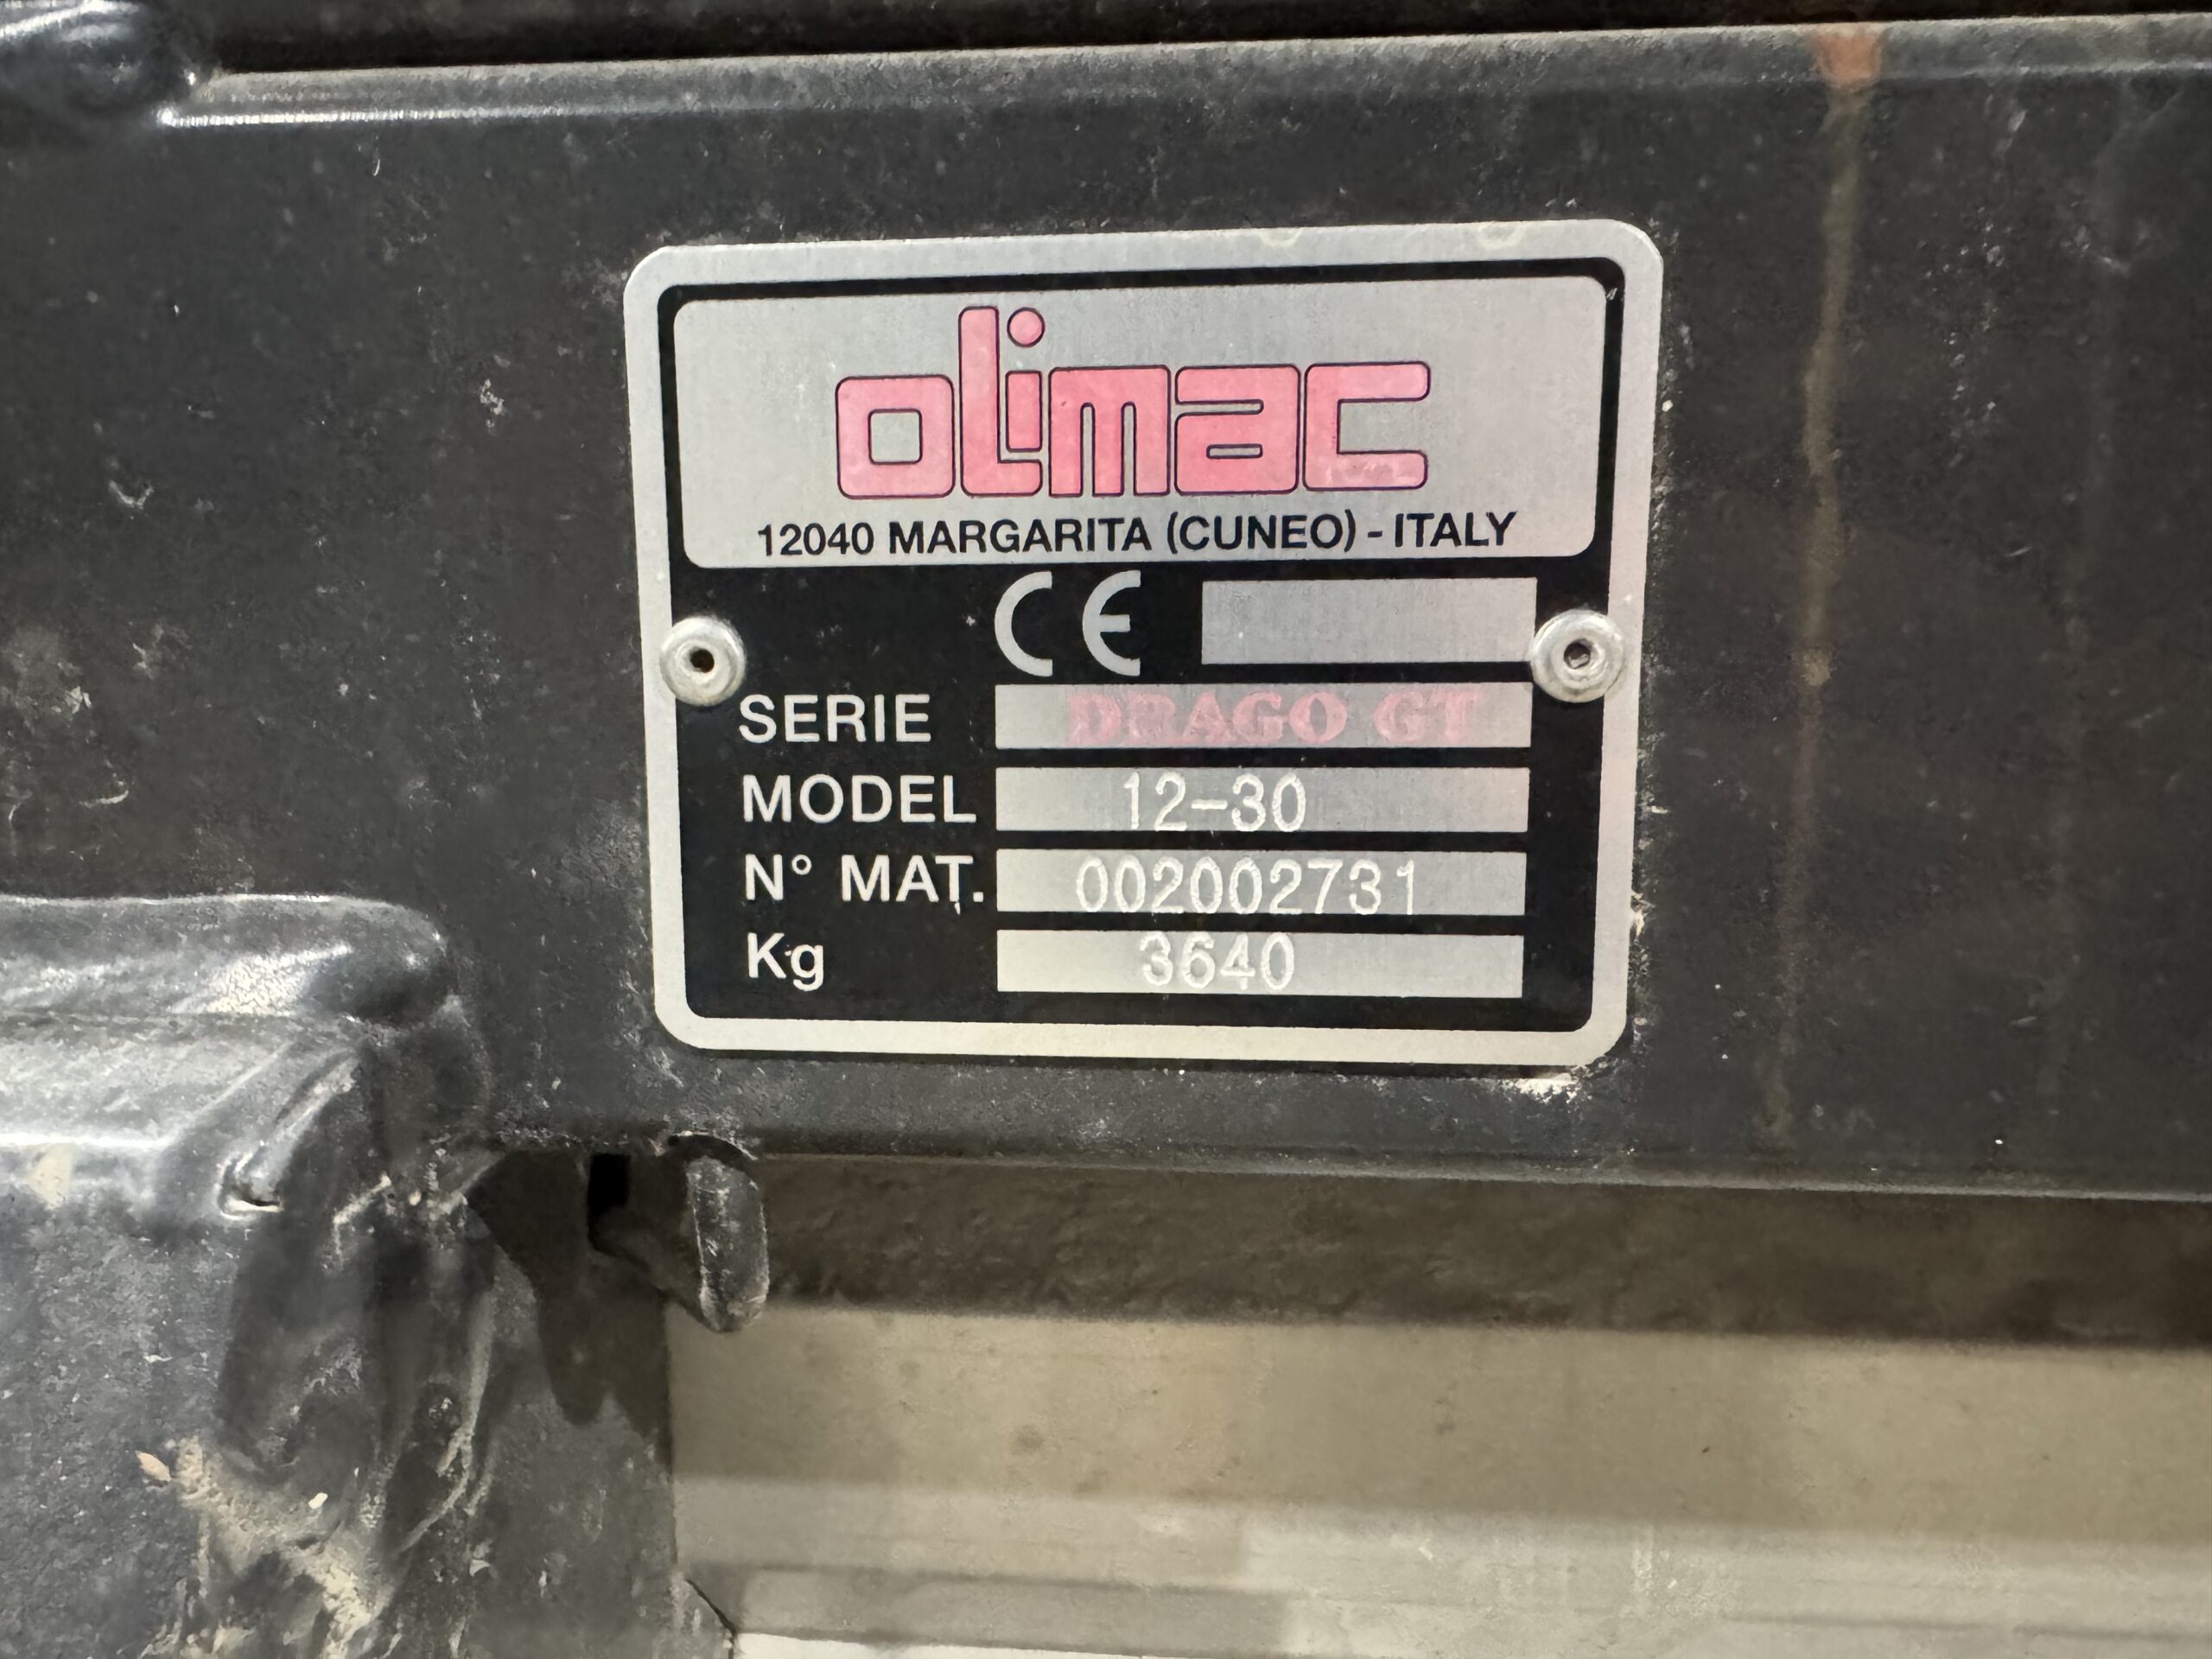 olimac
12040 MARGARITA (CUNEO) - ITALY
CE
SERIE DRAGO GT
MODEL 12-30
N° MAT. 002002731
Kg 3640